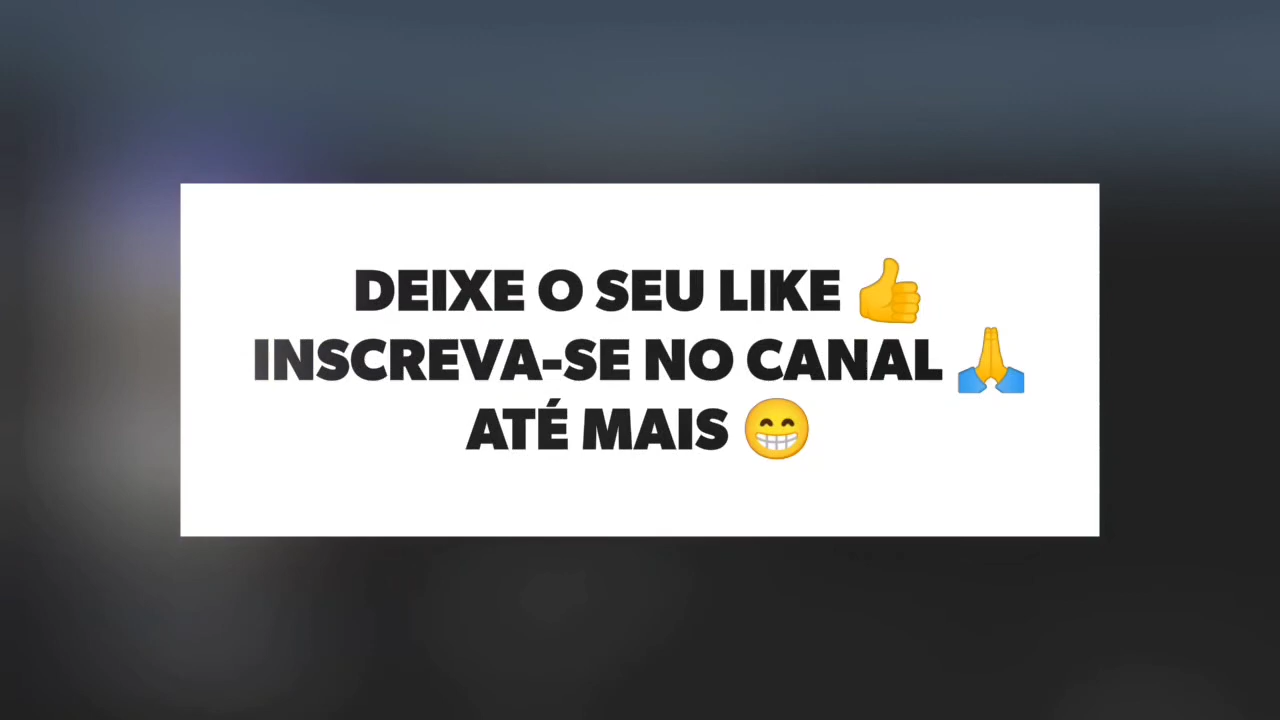 DEIXE O SEU LIKE 👍
INSCREVA-SE NO CANAL 🙏
ATÉ MAIS 😁